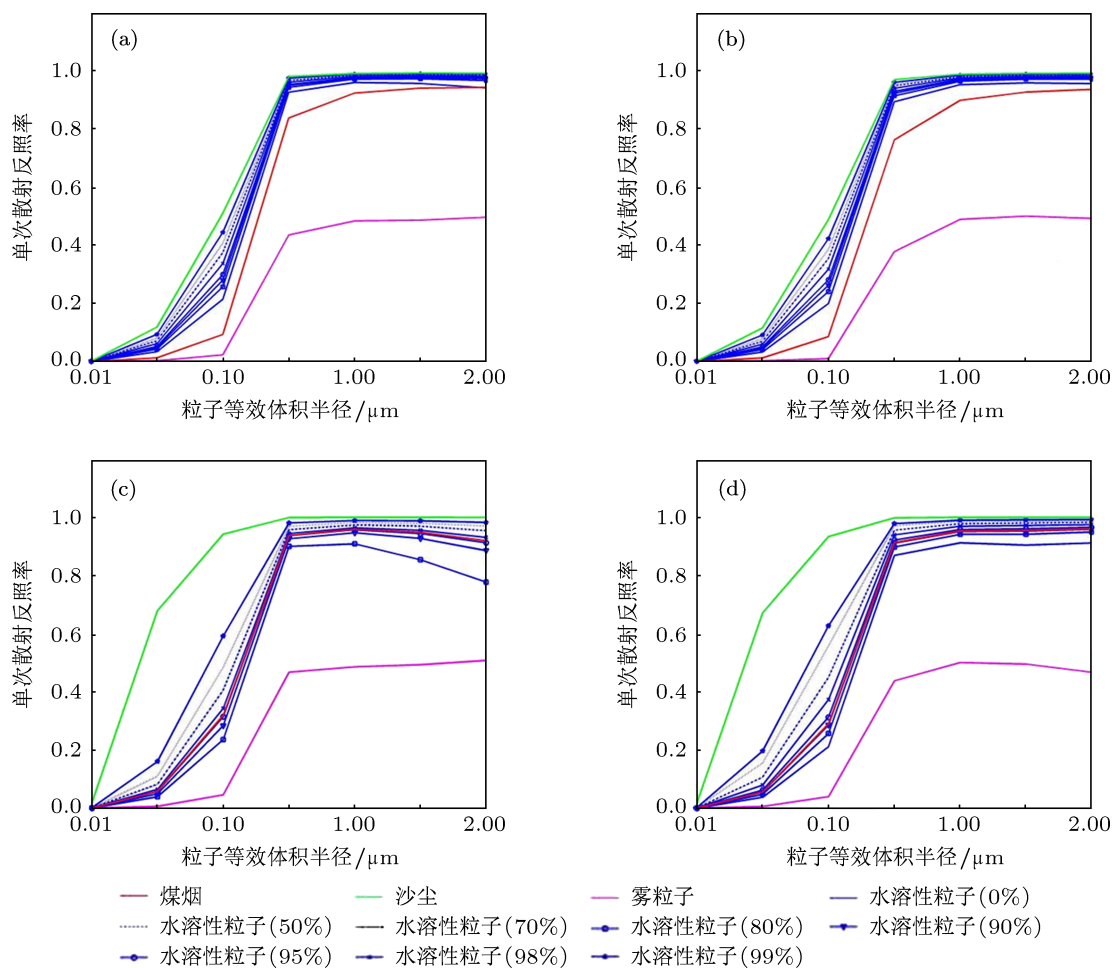 (a)
1.0
0.8
0.6
0.4
0.2
0.0
单次散射反照率
0.01 0.10 1.00 2.00
粒子等效体积半径/μm
(b)
1.0
0.8
0.6
0.4
0.2
0.0
单次散射反照率
0.01 0.10 1.00 2.00
粒子等效体积半径/μm
(c)
1.0
0.8
0.6
0.4
0.2
0.0
单次散射反照率
0.01 0.10 1.00 2.00
粒子等效体积半径/μm
(d)
1.0
0.8
0.6
0.4
0.2
0.0
单次散射反照率
0.01 0.10 1.00 2.00
粒子等效体积半径/μm
煤烟 沙尘 雾粒子 水溶性粒子(0%)
水溶性粒子(50%) 水溶性粒子(70%) 水溶性粒子(80%) 水溶性粒子(90%)
水溶性粒子(95%) 水溶性粒子(98%) 水溶性粒子(99%)